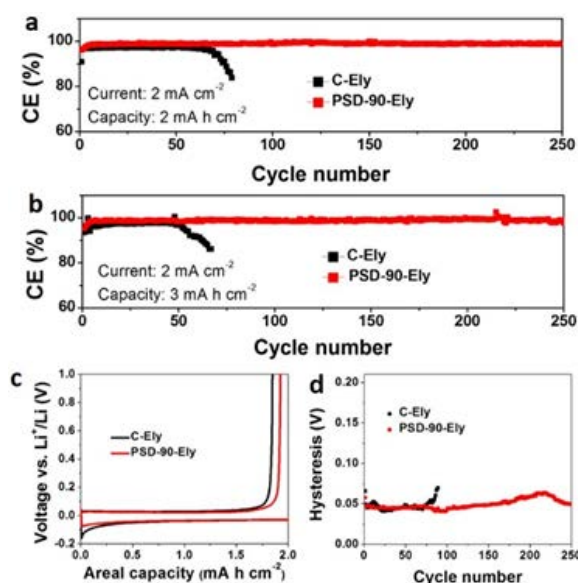 a
100
80
60
CE (%)
Current: 2 mA cm⁻²
Capacity: 2 mA h cm⁻²
C-Ely
PSD-90-Ely
0 50 100 150 200 250
Cycle number
b
100
80
60
CE (%)
Current: 2 mA cm⁻²
Capacity: 3 mA h cm⁻²
C-Ely
PSD-90-Ely
0 50 100 150 200 250
Cycle number
c
1.0
0.8
0.6
0.4
0.2
0.0
-0.2
Voltage vs. Li⁺/Li (V)
C-Ely
PSD-90-Ely
0.0 0.4 0.8 1.2 1.6 2.0
Areal capacity (mA h cm⁻²)
d
0.20
0.15
0.10
0.05
0.00
Hysteresis (V)
C-Ely
PSD-90-Ely
0 50 100 150 200 250
Cycle number